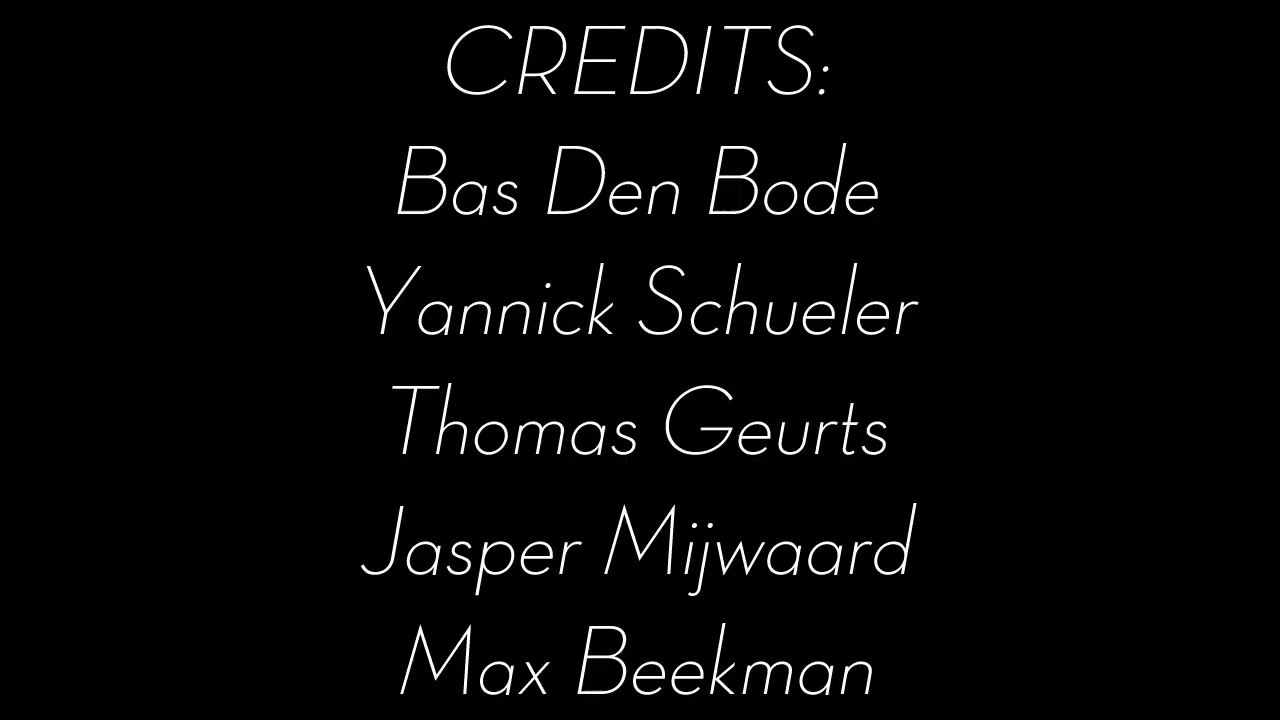 CREDITS:
Bas Den Bode
Yannick Schueler
Thomas Geurts
Jasper Mijwaard
Max Beekman